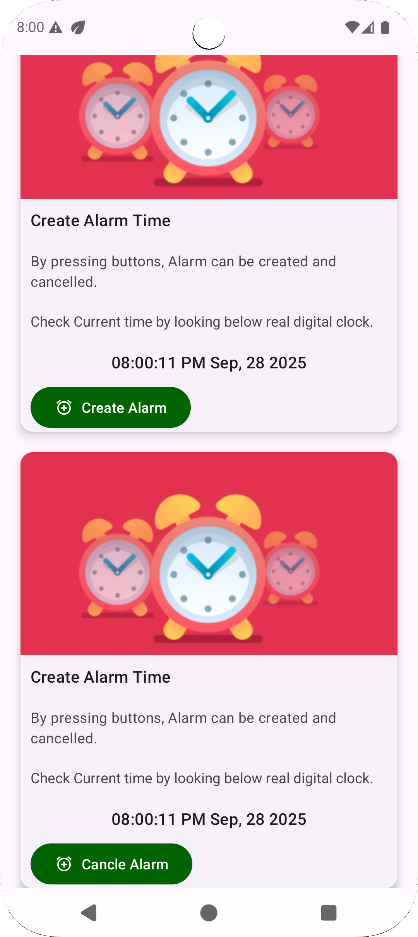 8:00
Create Alarm Time
By pressing buttons, Alarm can be created and
cancelled.
Check Current time by looking below real digital clock.
08:00:11 PM Sep, 28 2025
Create Alarm
Create Alarm Time
By pressing buttons, Alarm can be created and
cancelled.
Check Current time by looking below real digital clock.
08:00:11 PM Sep, 28 2025
Cancle Alarm